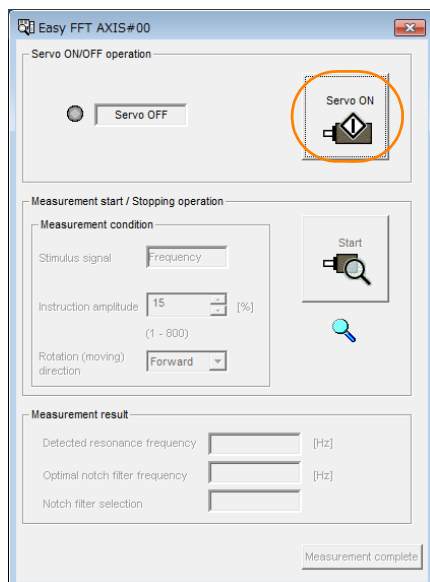 Easy FFT AXIS#00
Servo ON/OFF operation
Servo OFF
Servo ON
Measurement start / Stopping operation
Measurement condition
Stimulus signal Frequency
Instruction amplitude 15 [%]
(1 - 800)
Rotation (moving) direction Forward
Start
Measurement result
Detected resonance frequency [Hz]
Optimal notch filter frequency [Hz]
Notch filter selection
Measurement complete